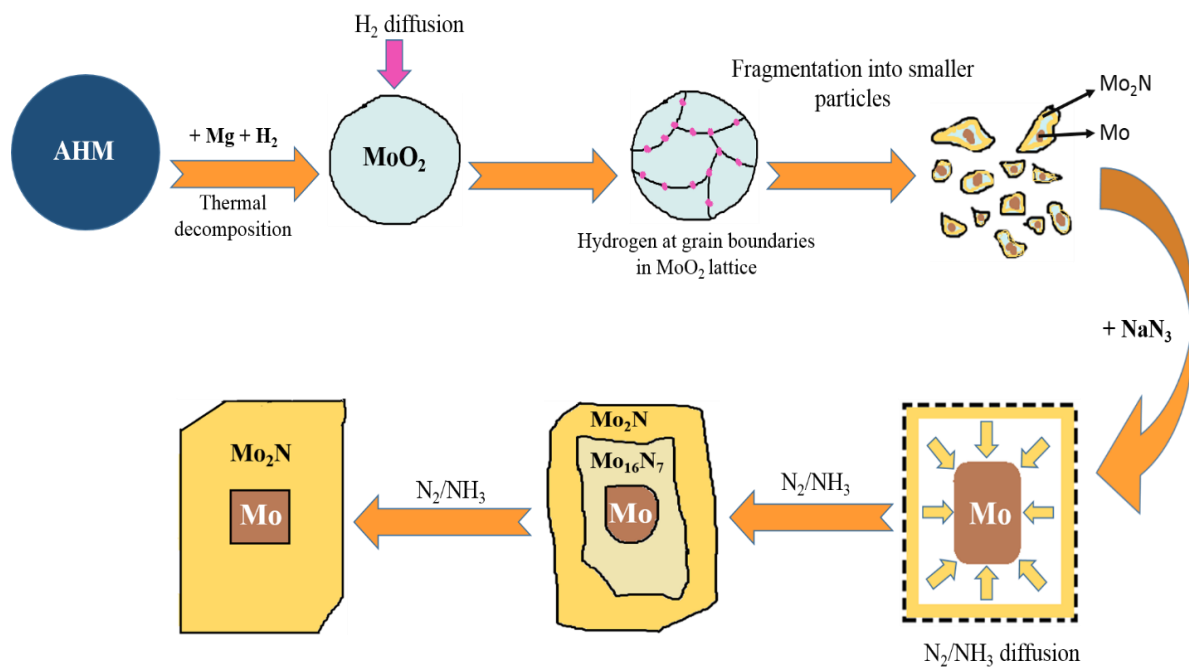 H₂ diffusion
AHM
+ Mg + H₂
Thermal
decomposition
MoO₂
Hydrogen at grain boundaries
in MoO₂ lattice
Fragmentation into smaller
particles
Mo₂N
Mo
+ NaN₃
Mo
N₂/NH₃ diffusion
N₂/NH₃
Mo₂N
Mo₁₆N₇
Mo
N₂/NH₃
Mo₂N
Mo